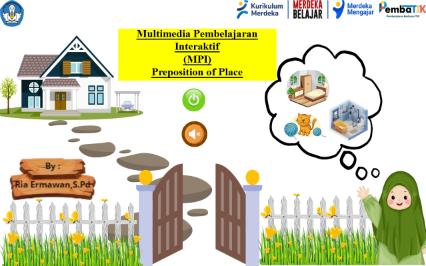 Kurikulum
Merdeka
MERDEKA
BELAJAR
Merdeka
Mengajar
PembaTIK
Multimedia Pembelajaran
Interaktif
(MPI)
Preposition of Place
By :
Ria Ermawan,S.Pd